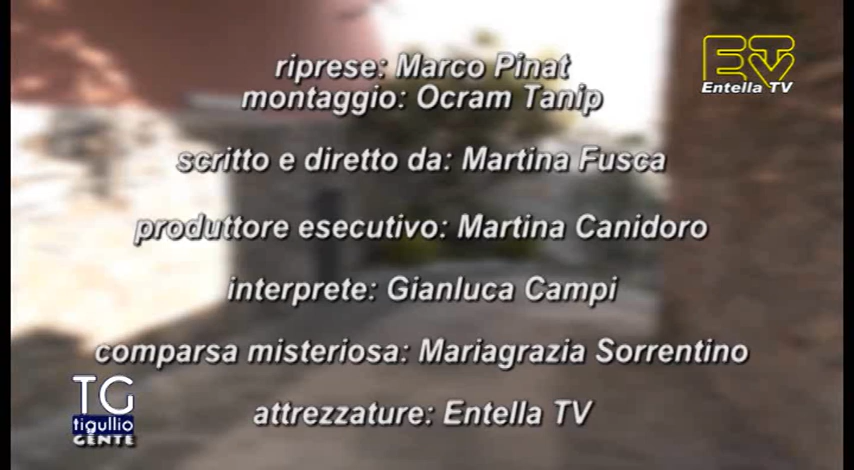 riprese: Marco Pinat
montaggio: Ocram Tanip
scritto e diretto da: Martina Fusca
produttore esecutivo: Martina Canidoro
interprete: Gianluca Campi
comparsa misteriosa: Mariagrazia Sorrentino
attrezzature: Entella TV
ETV
Entella TV
TG
tigullio
GENTE